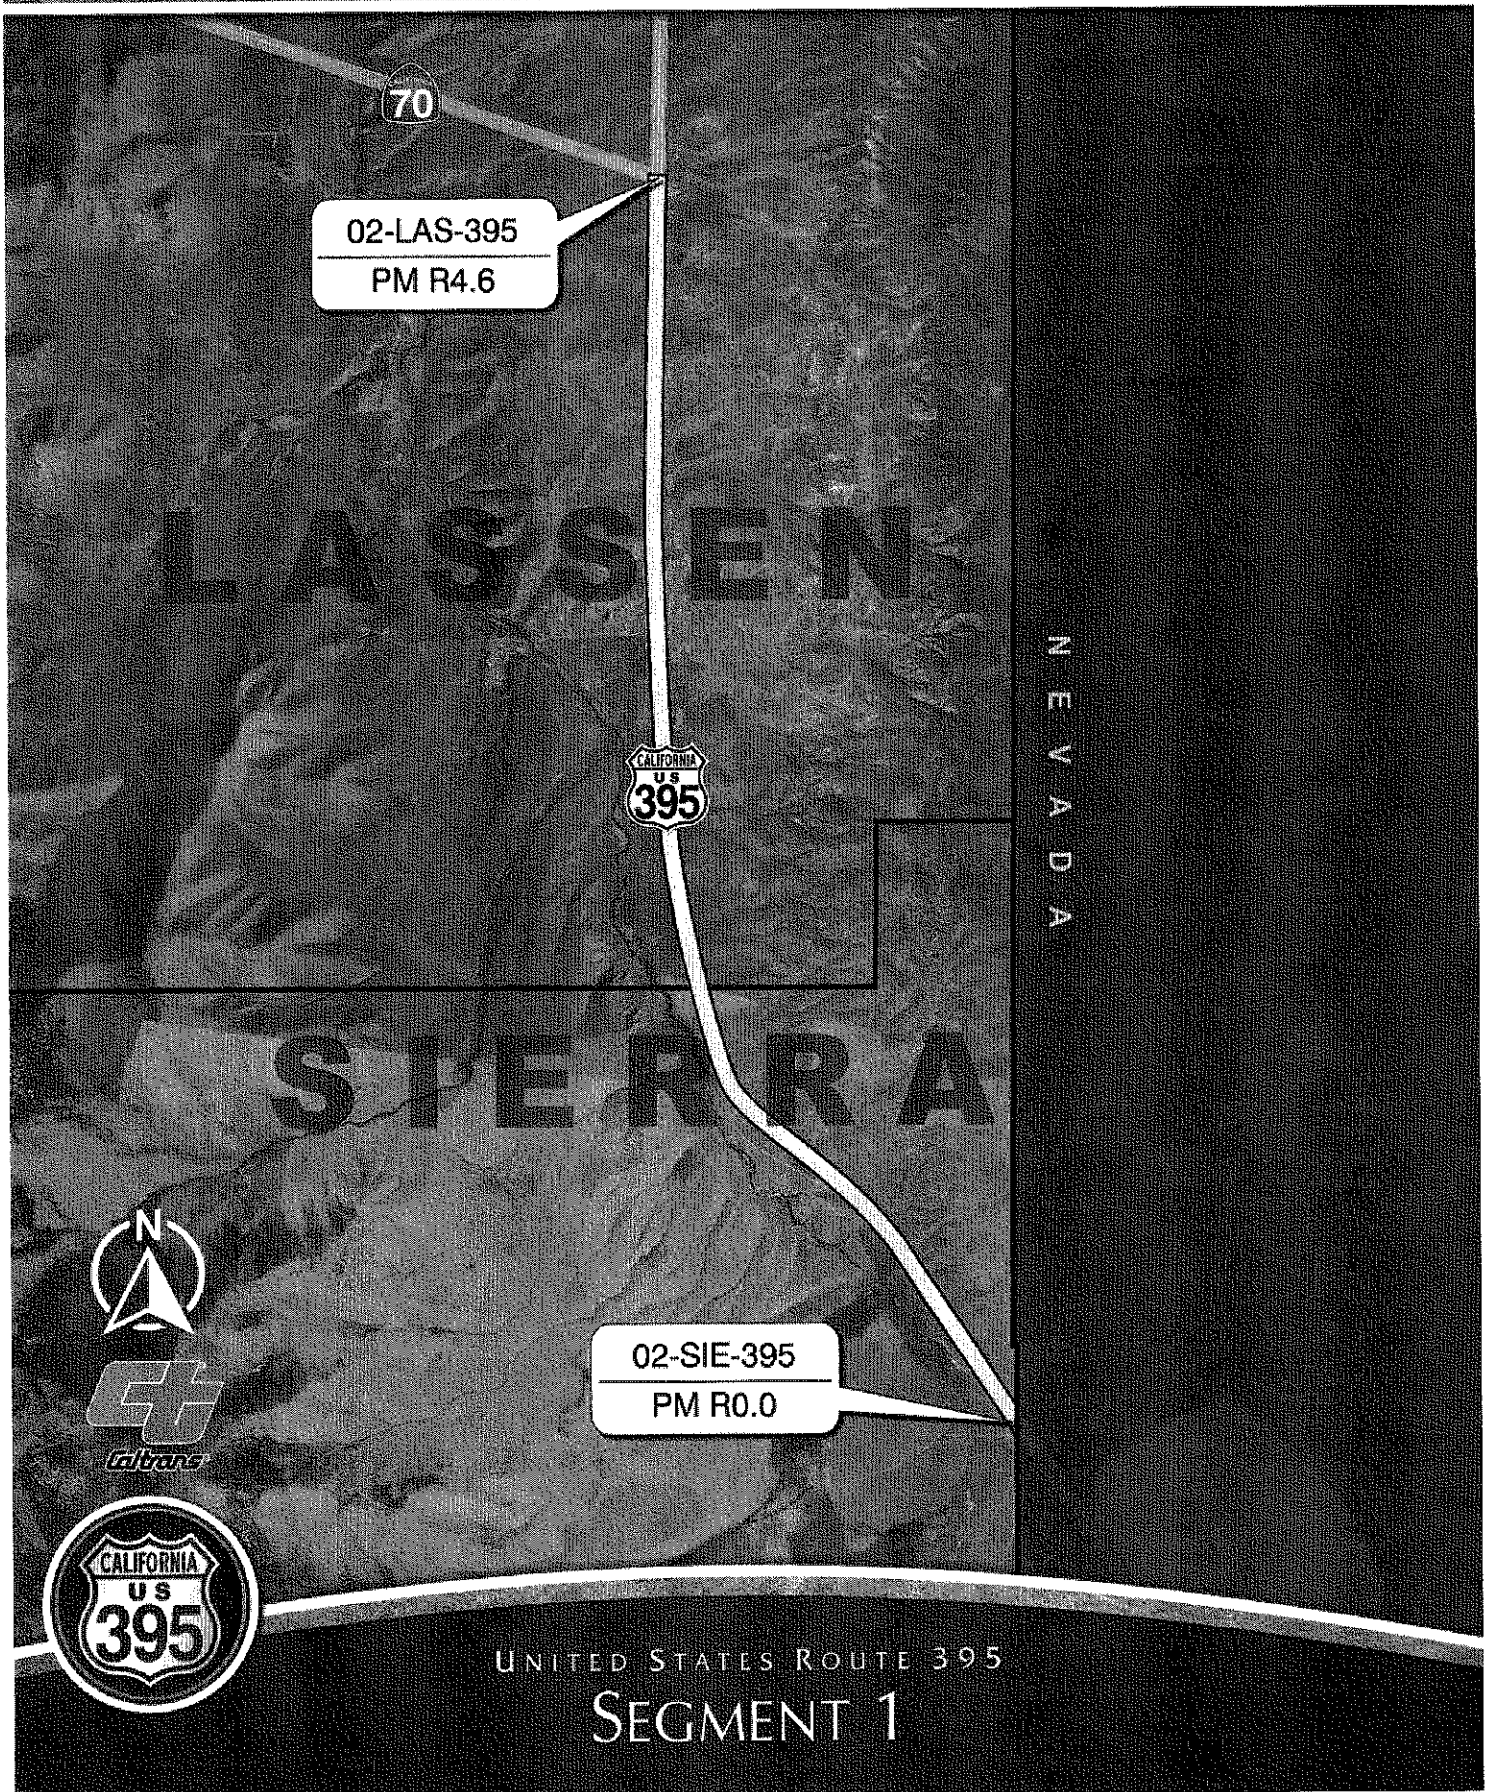 70
02-LAS-395
PM R4.6
LASSEN
NEVADA
CALIFORNIA
US
395
SIERRA
N
02-SIE-395
PM R0.0
Caltrans
CALIFORNIA
US
395
UNITED STATES ROUTE 395
SEGMENT 1